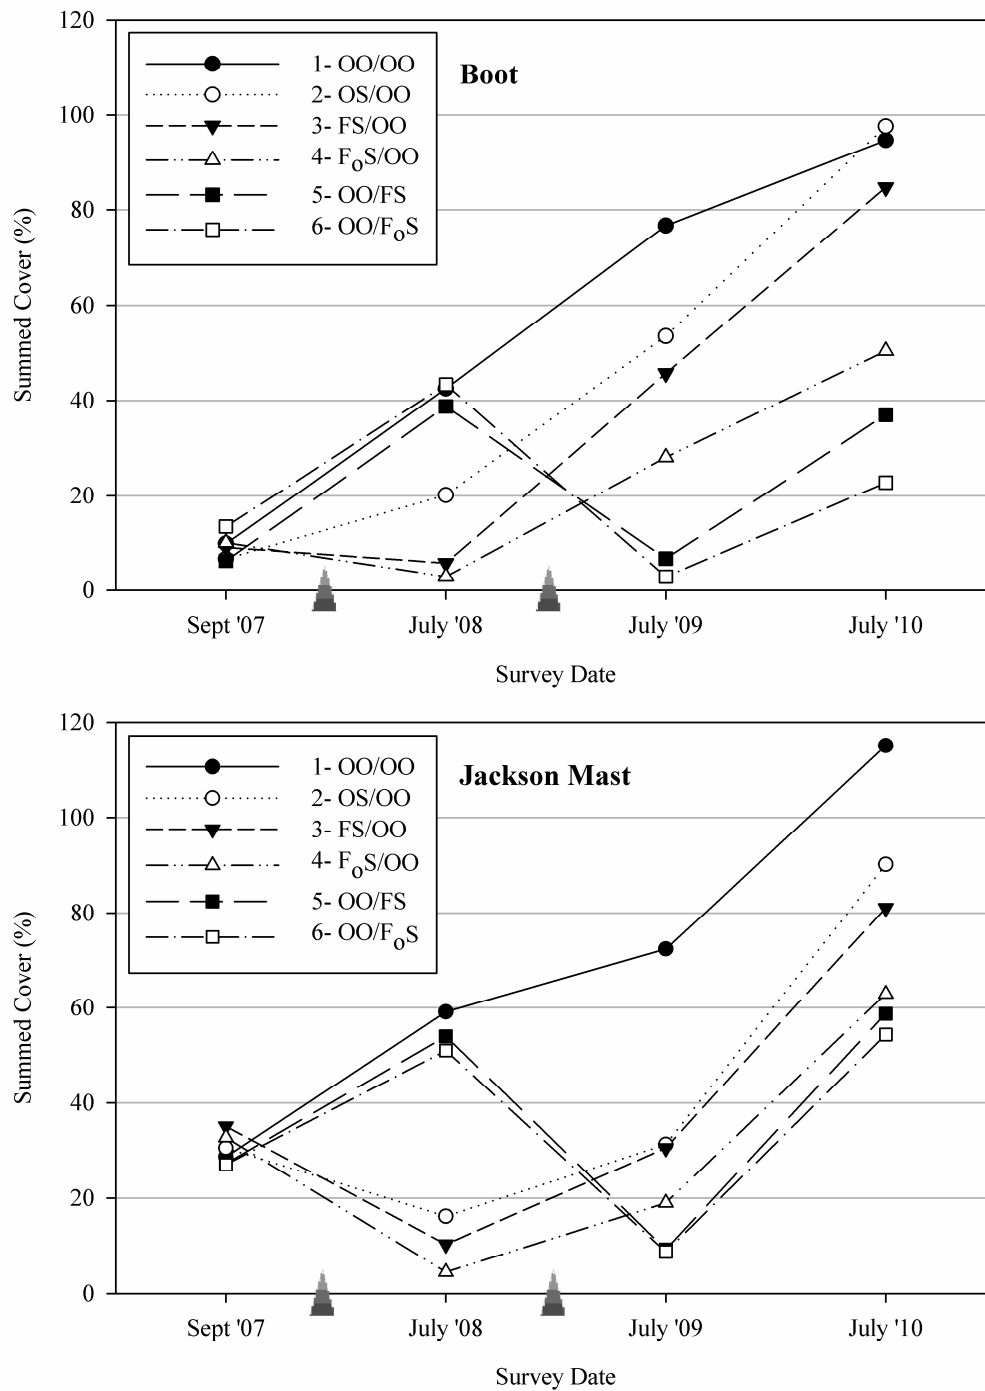 120
100
80
60
40
20
0
Summed Cover (%)
1- OO/OO
2- OS/OO
3- FS/OO
4- FoS/OO
5- OO/FS
6- OO/FoS
Boot
Sept '07 July '08 July '09 July '10
Survey Date
120
100
80
60
40
20
0
Summed Cover (%)
1- OO/OO
2- OS/OO
3- FS/OO
4- FoS/OO
5- OO/FS
6- OO/FoS
Jackson Mast
Sept '07 July '08 July '09 July '10
Survey Date